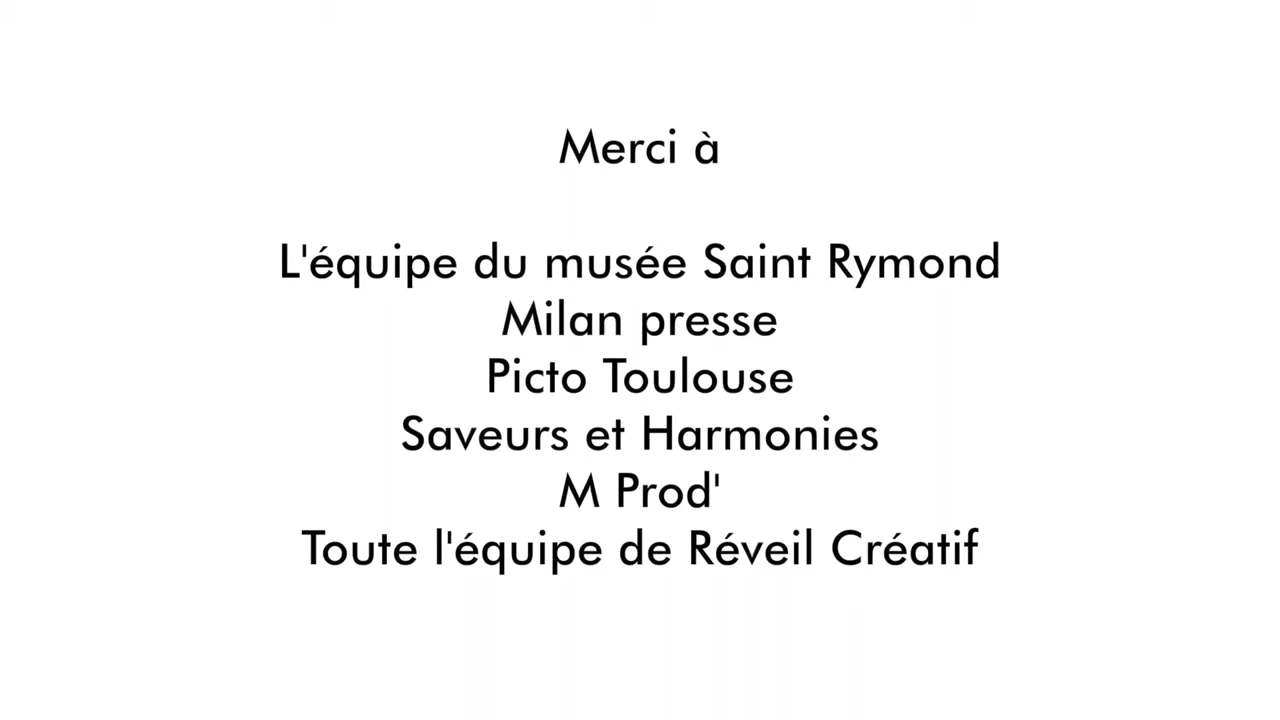 Merci à
L'équipe du musée Saint Rymond
Milan presse
Picto Toulouse
Saveurs et Harmonies
M Prod'
Toute l'équipe de Réveil Créatif